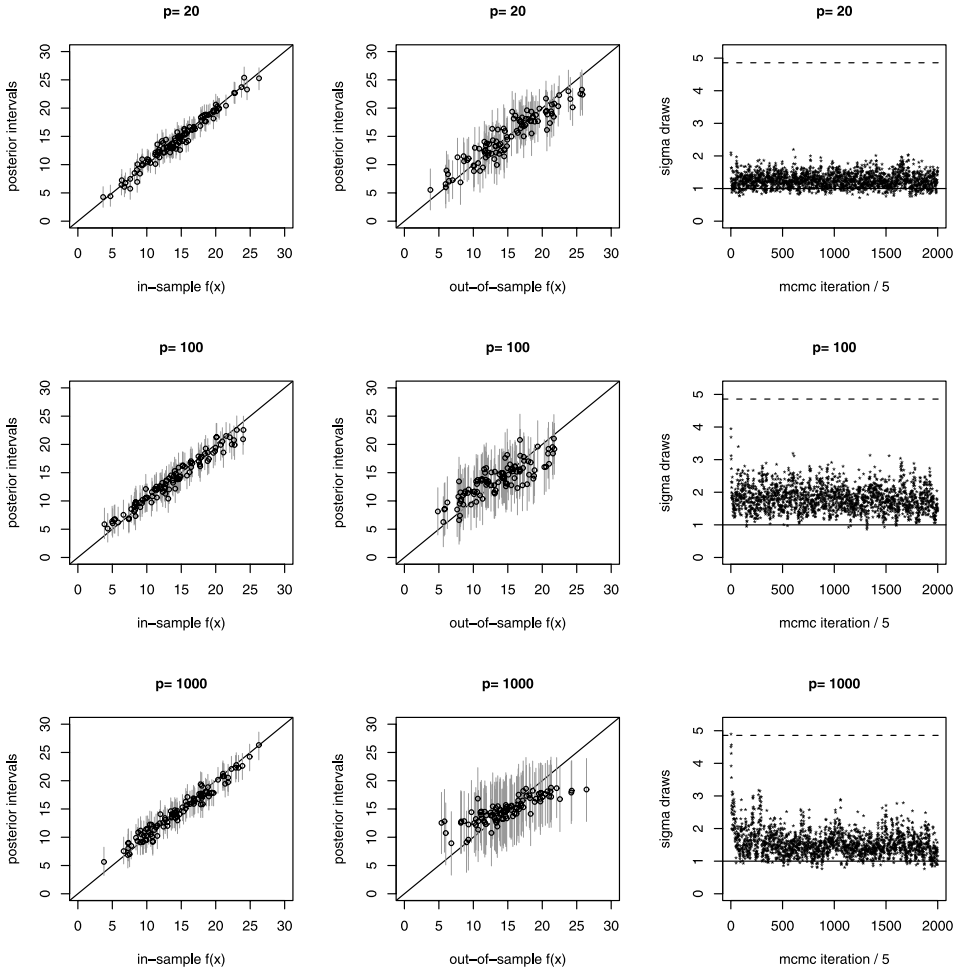 p= 20
p= 20
p= 20
posterior intervals
0 5 10 15 20 25 30
0 5 10 15 20 25 30
in−sample f(x)
posterior intervals
0 5 10 15 20 25 30
0 5 10 15 20 25 30
out−of−sample f(x)
sigma draws
0 1 2 3 4 5
0 500 1000 1500 2000
mcmc iteration / 5
p= 100
p= 100
p= 100
posterior intervals
0 5 10 15 20 25 30
0 5 10 15 20 25 30
in−sample f(x)
posterior intervals
0 5 10 15 20 25 30
0 5 10 15 20 25 30
out−of−sample f(x)
sigma draws
0 1 2 3 4 5
0 500 1000 1500 2000
mcmc iteration / 5
p= 1000
p= 1000
p= 1000
posterior intervals
0 5 10 15 20 25 30
0 5 10 15 20 25 30
in−sample f(x)
posterior intervals
0 5 10 15 20 25 30
0 5 10 15 20 25 30
out−of−sample f(x)
sigma draws
0 1 2 3 4 5
0 500 1000 1500 2000
mcmc iteration / 5